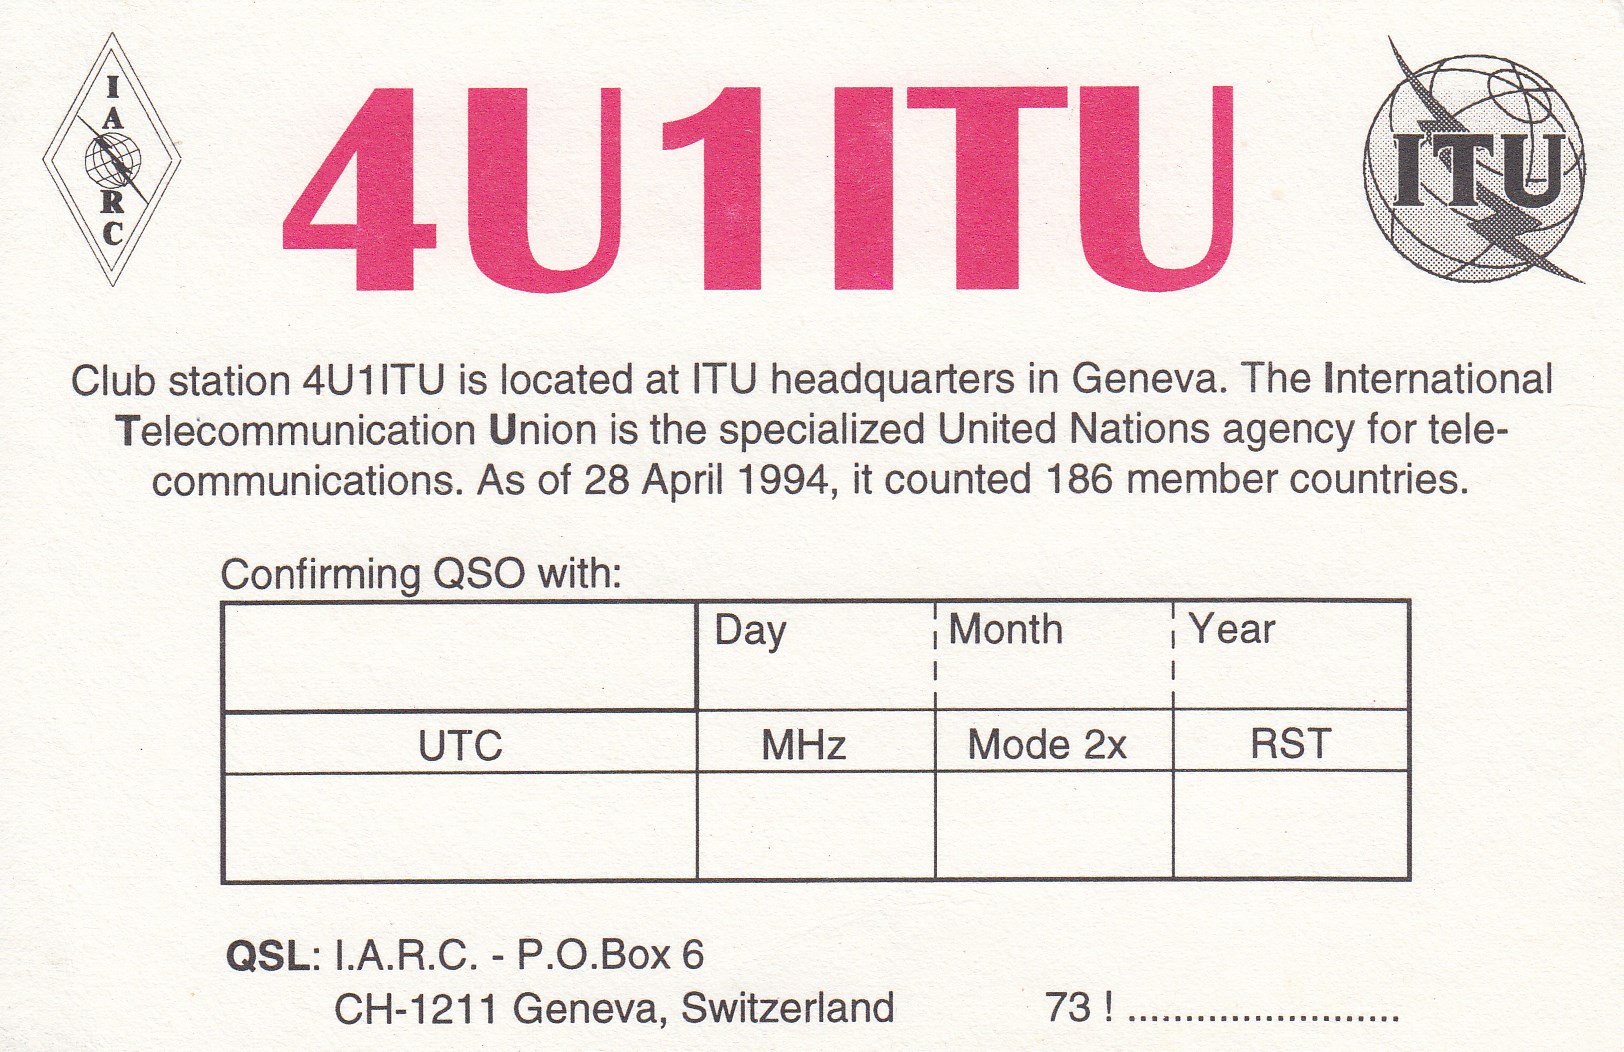 IARC
4U1ITU
ITU
Club station 4U1ITU is located at ITU headquarters in Geneva. The International
Telecommunication Union is the specialized United Nations agency for tele-
communications. As of 28 April 1994, it counted 186 member countries.
Confirming QSO with:
Day Month Year
UTC MHz Mode 2x RST
QSL: I.A.R.C. - P.O.Box 6
CH-1211 Geneva, Switzerland 73 ! ........................